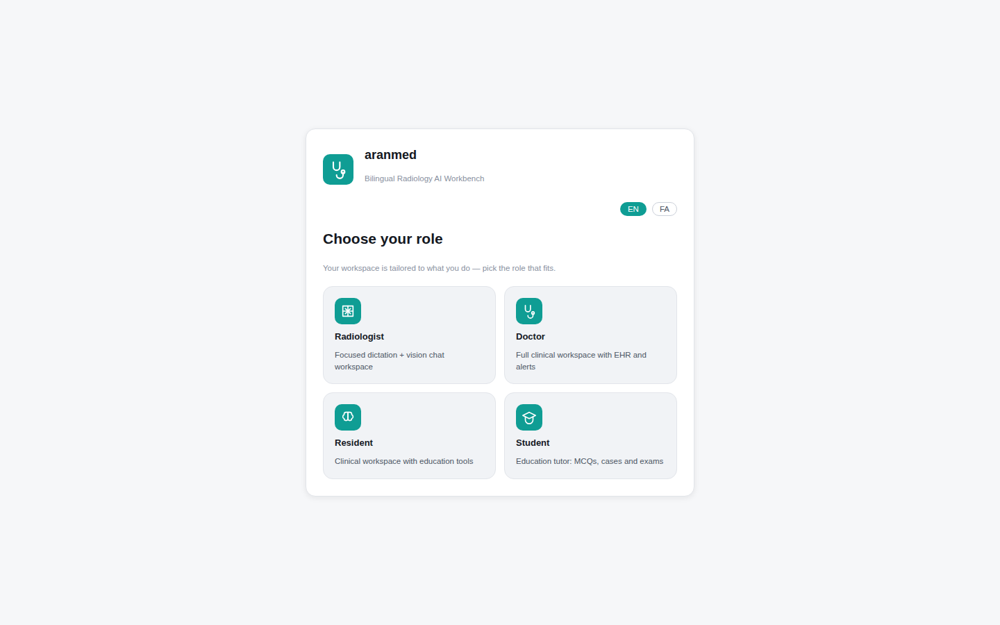 aranmed
Bilingual Radiology AI Workbench
EN FA
Choose your role
Your workspace is tailored to what you do — pick the role that fits.
Radiologist
Focused dictation + vision chat
workspace
Doctor
Full clinical workspace with EHR and
alerts
Resident
Clinical workspace with education tools
Student
Education tutor: MCQs, cases and exams